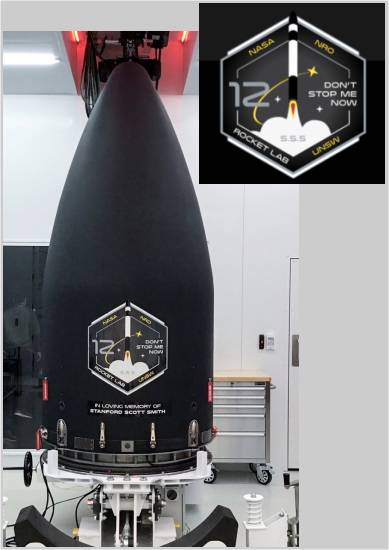 NASA
NRO
12
DON'T
STOP ME
NOW
S.S.S
ROCKET LAB
UNSW
NASA
NRO
12
DON'T
STOP ME
NOW
S.S.S
ROCKET LAB
UNSW
IN LOVING MEMORY OF
STANFORD SCOTT SMITH